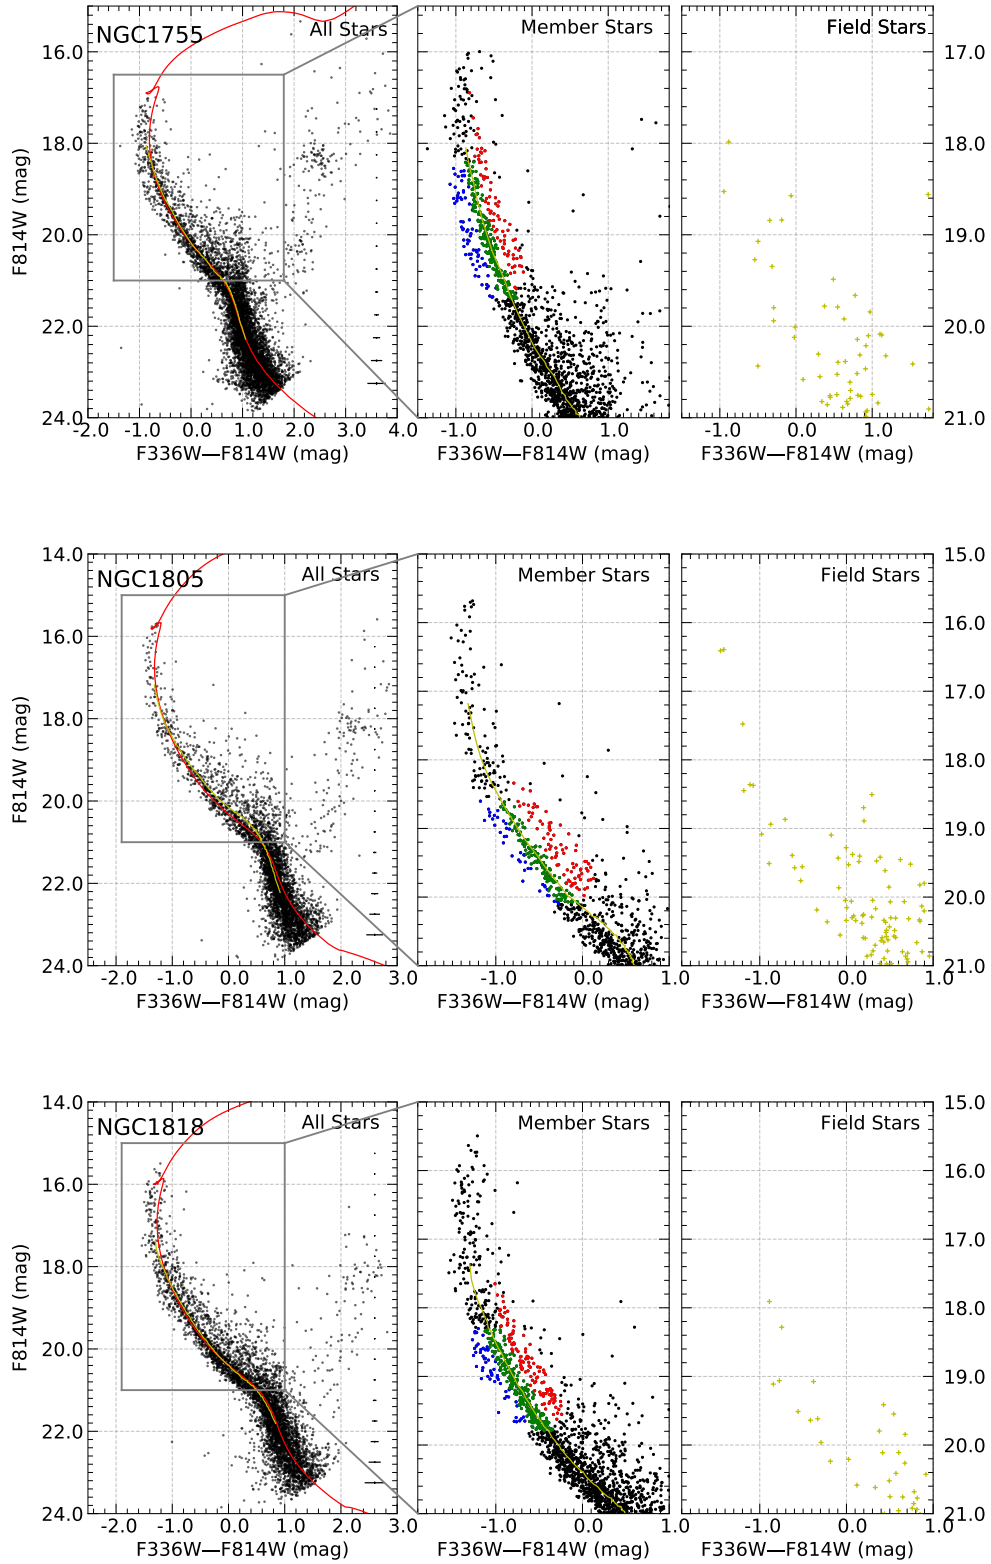 NGC1755
All Stars
Member Stars
Field Stars
16.0
18.0
20.0
22.0
24.0
17.0
18.0
19.0
20.0
21.0
F814W (mag)
-2.0 -1.0 0.0 1.0 2.0 3.0 4.0
-1.0 0.0 1.0
-1.0 0.0 1.0
F336W—F814W (mag)
F336W—F814W (mag)
F336W—F814W (mag)
NGC1805
All Stars
Member Stars
Field Stars
14.0
16.0
18.0
20.0
22.0
24.0
15.0
16.0
17.0
18.0
19.0
20.0
21.0
F814W (mag)
-2.0 -1.0 0.0 1.0 2.0 3.0
-1.0 0.0
-1.0 0.0 1.0
F336W—F814W (mag)
F336W—F814W (mag)
F336W—F814W (mag)
NGC1818
All Stars
Member Stars
Field Stars
14.0
16.0
18.0
20.0
22.0
24.0
15.0
16.0
17.0
18.0
19.0
20.0
21.0
F814W (mag)
-2.0 -1.0 0.0 1.0 2.0 3.0
-1.0 0.0
-1.0 0.0 1.0
F336W—F814W (mag)
F336W—F814W (mag)
F336W—F814W (mag)